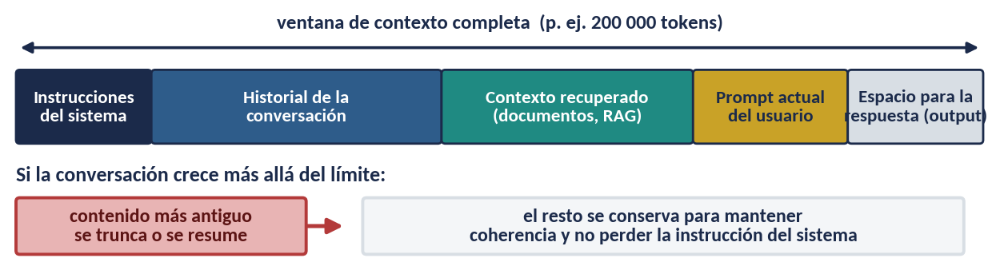 ventana de contexto completa (p. ej. 200 000 tokens)
Instrucciones
del sistema
Historial de la
conversación
Contexto recuperado
(documentos, RAG)
Prompt actual
del usuario
Espacio para la
respuesta (output)
Si la conversación crece más allá del límite:
contenido más antiguo
se trunca o se resume
el resto se conserva para mantener
coherencia y no perder la instrucción del sistema